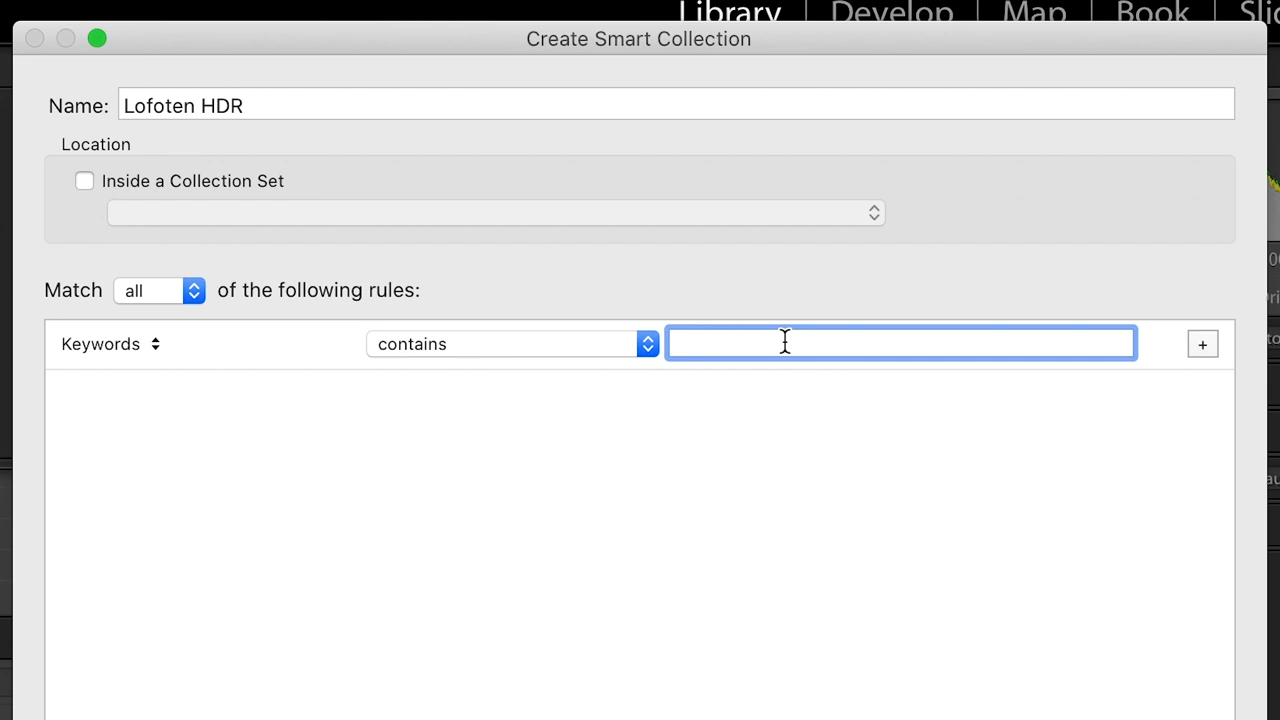 Library | Develop | Map | Book |
Create Smart Collection
Name: Lofoten HDR
Location
Inside a Collection Set
Match all of the following rules:
Keywords contains +